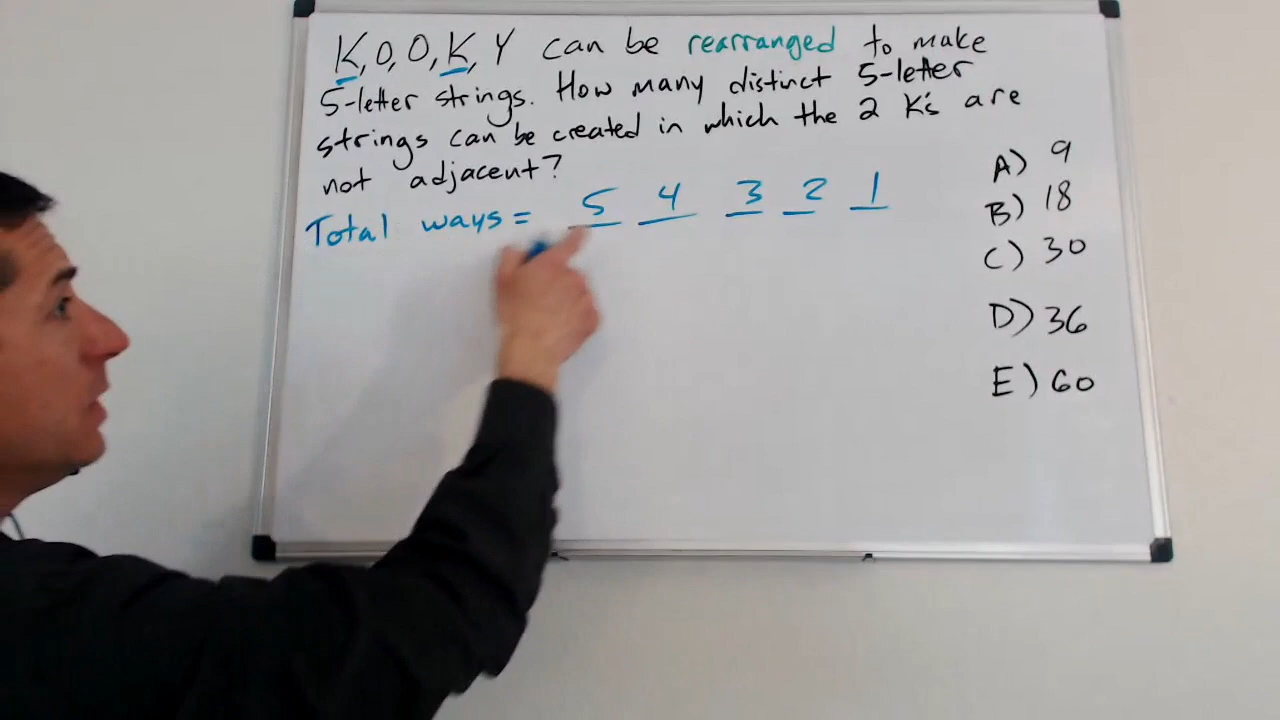 K, O, O, K, Y can be rearranged to make
5-letter strings. How many distinct 5-letter
strings can be created in which the 2 K's are
not adjacent?
Total ways = 5 4 3 2 1
A) 9
B) 18
C) 30
D) 36
E) 60